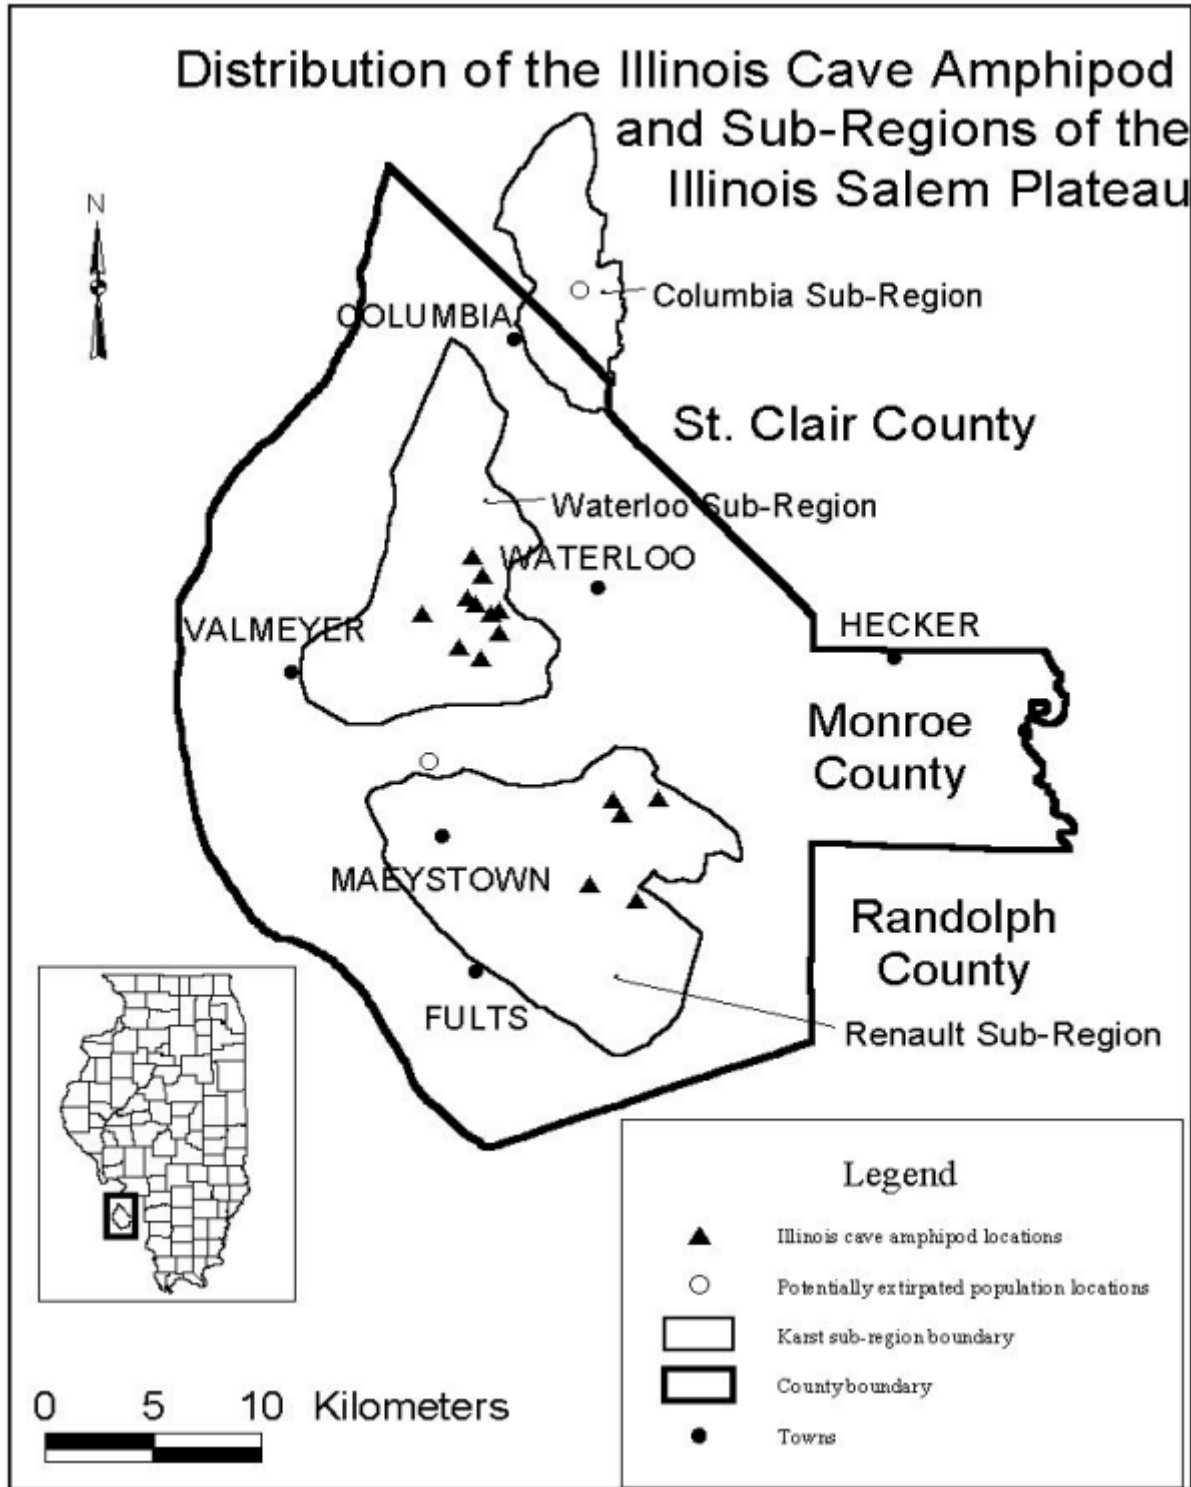 Distribution of the Illinois Cave Amphipod
and Sub-Regions of the
Illinois Salem Plateau
N
Columbia Sub-Region
COLUMBIA
St. Clair County
Waterloo Sub-Region
WATERLOO
VALMEYER
HECKER
Monroe
County
MAEYSTOWN
Randolph
County
FULTS
Renault Sub-Region
Legend
Illinois cave amphipod locations
Potentially extirpated population locations
Karst sub-region boundary
County boundary
Towns
0 5 10 Kilometers